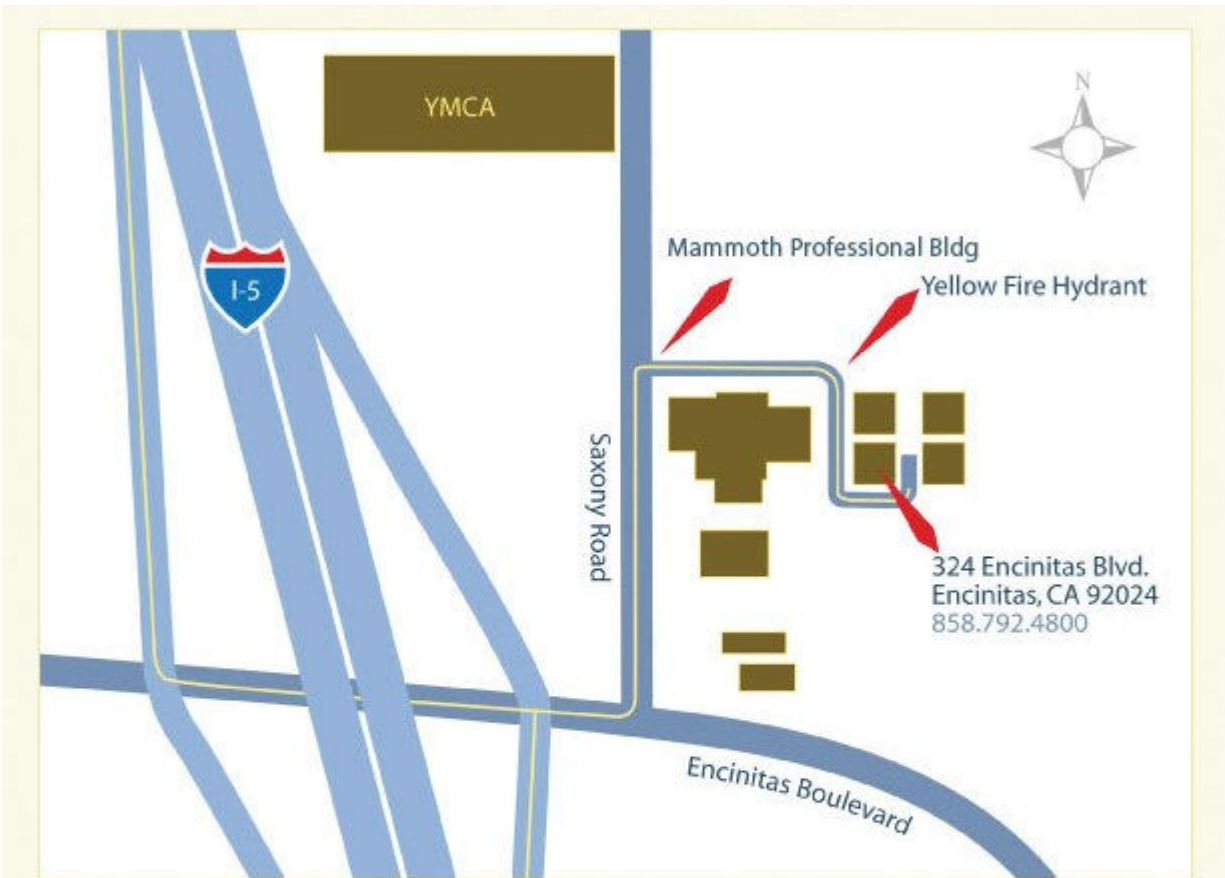 YMCA
N
Mammoth Professional Bldg
I-5
Yellow Fire Hydrant
Saxony Road
324 Encinitas Blvd.
Encinitas, CA 92024
858.792.4800
Encinitas Boulevard